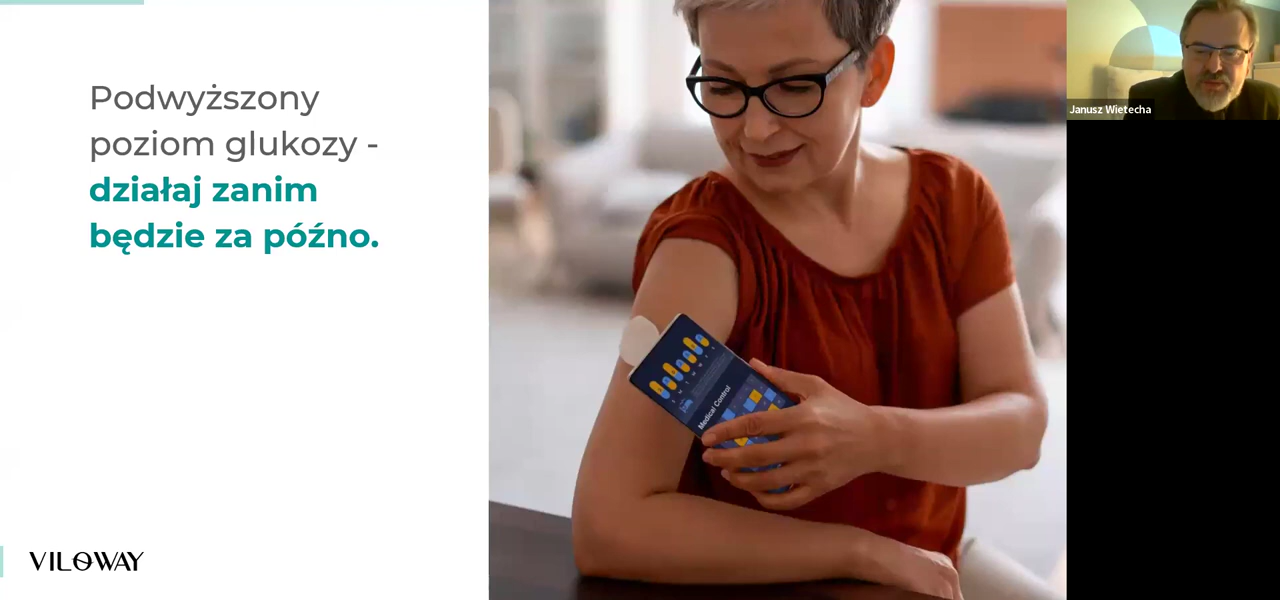 Podwyższony
poziom glukozy -
działaj zanim
będzie za późno.
Janusz Wietecha
Medical Control
VILOWAY